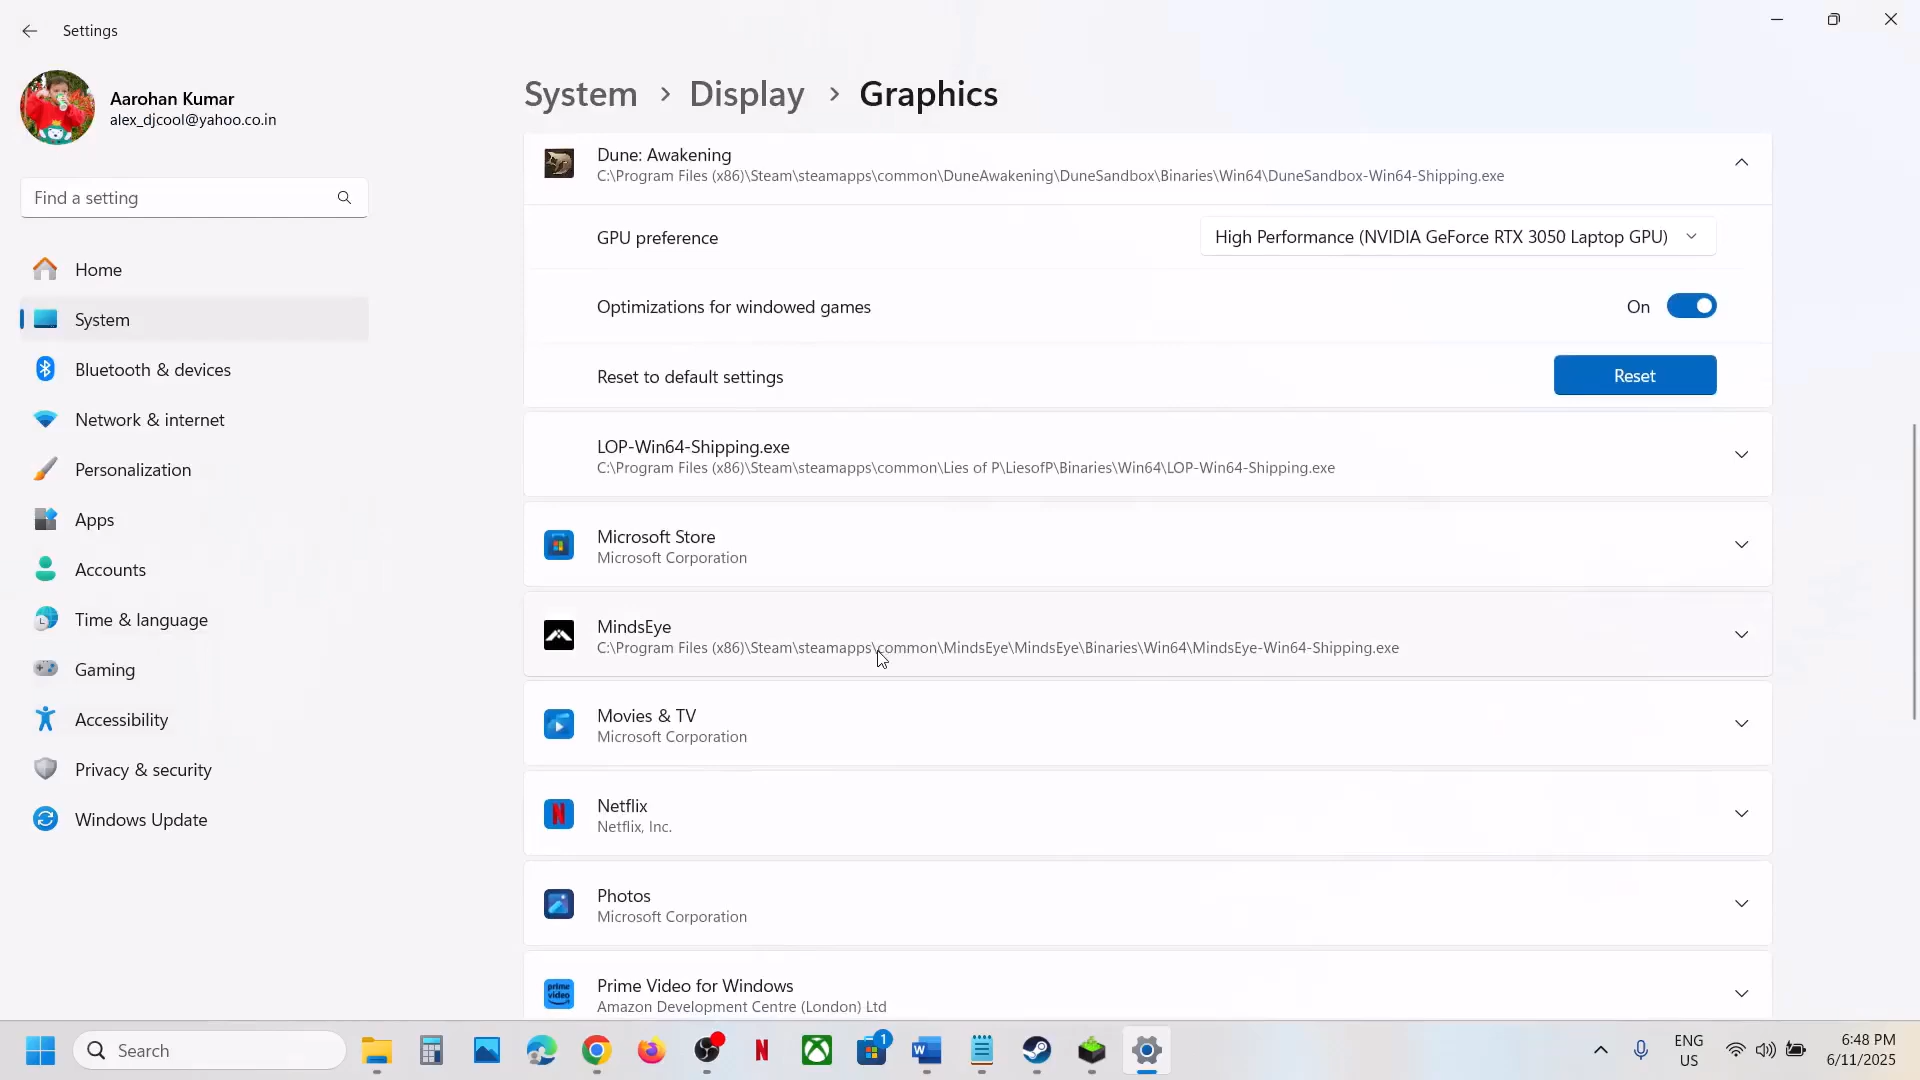 Settings
Aarohan Kumar
alex_djcool@yahoo.co.in
Find a setting
Home
System
Bluetooth & devices
Network & internet
Personalization
Apps
Accounts
Time & language
Gaming
Accessibility
Privacy & security
Windows Update
System > Display > Graphics
Dune: Awakening
C:\Program Files (x86)\Steam\steamapps\common\DuneAwakening\DuneSandbox\Binaries\Win64\DuneSandbox-Win64-Shipping.exe
GPU preference
High Performance (NVIDIA GeForce RTX 3050 Laptop GPU)
Optimizations for windowed games
On
Reset to default settings
Reset
LOP-Win64-Shipping.exe
C:\Program Files (x86)\Steam\steamapps\common\Lies of P\LiesofP\Binaries\Win64\LOP-Win64-Shipping.exe
Microsoft Store
Microsoft Corporation
MindsEye
C:\Program Files (x86)\Steam\steamapps\common\MindsEye\MindsEye\Binaries\Win64\MindsEye-Win64-Shipping.exe
Movies & TV
Microsoft Corporation
Netflix
Netflix, Inc.
Photos
Microsoft Corporation
prime video
Prime Video for Windows
Amazon Development Centre (London) Ltd
Search
1
ENG
US
6:48 PM
6/11/2025